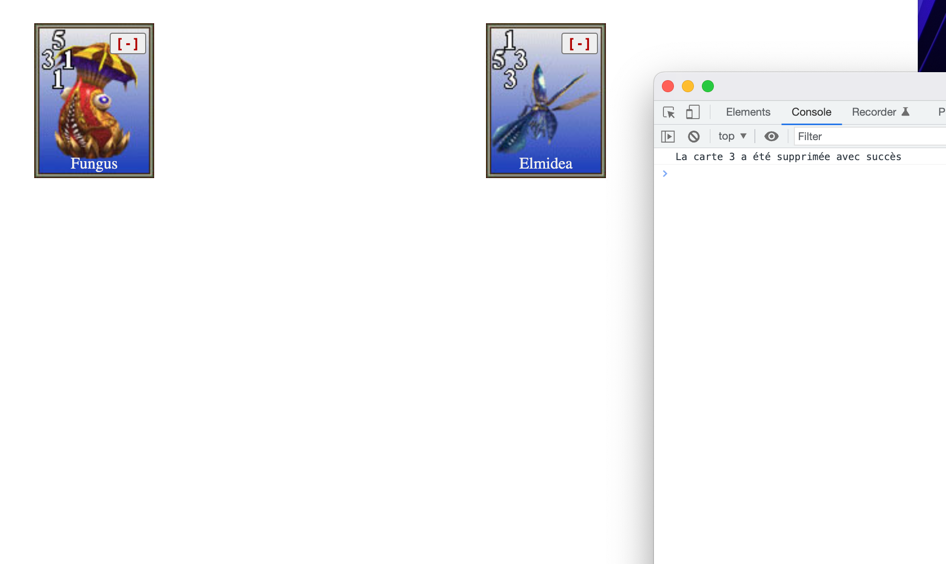 5
3 1
1
[-]
Fungus
1
5 3
3
[-]
Elmidea
Elements Console Recorder P
top ▼ Filter
La carte 3 a été supprimée avec succès
>